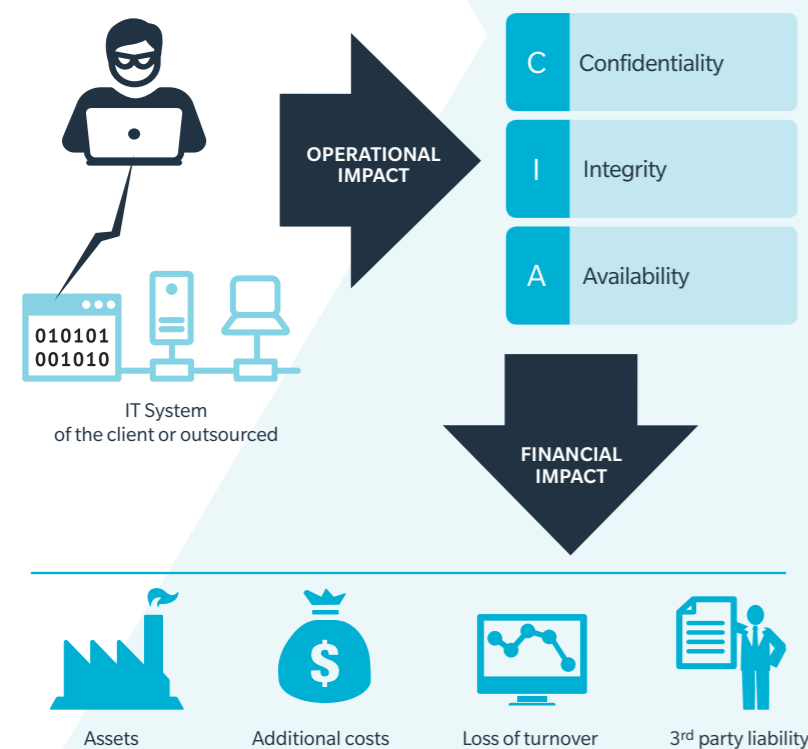 C
Confidentiality
OPERATIONAL
IMPACT
I
Integrity
A
Availability
010101
001010
IT System
of the client or outsourced
FINANCIAL
IMPACT
$
Assets
Additional costs
Loss of turnover
3rd party liability